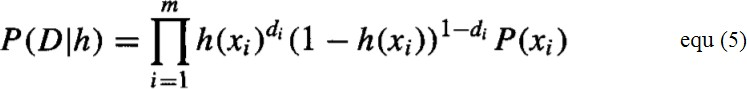 P(D|h) = ∏_{i=1}^{m} h(x_i)^{d_i} (1 − h(x_i))^{1−d_i} P(x_i) equ (5)